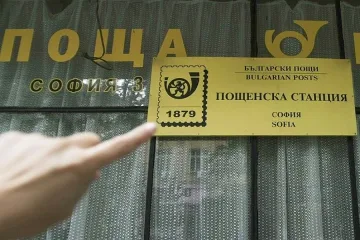 ПОЩА
СОФИЯ 3
1879
БЪЛГАРСКИ ПОЩИ
BULGARIAN POSTS
ПОЩЕНСКА СТАНЦИЯ
СОФИЯ
SOFIA